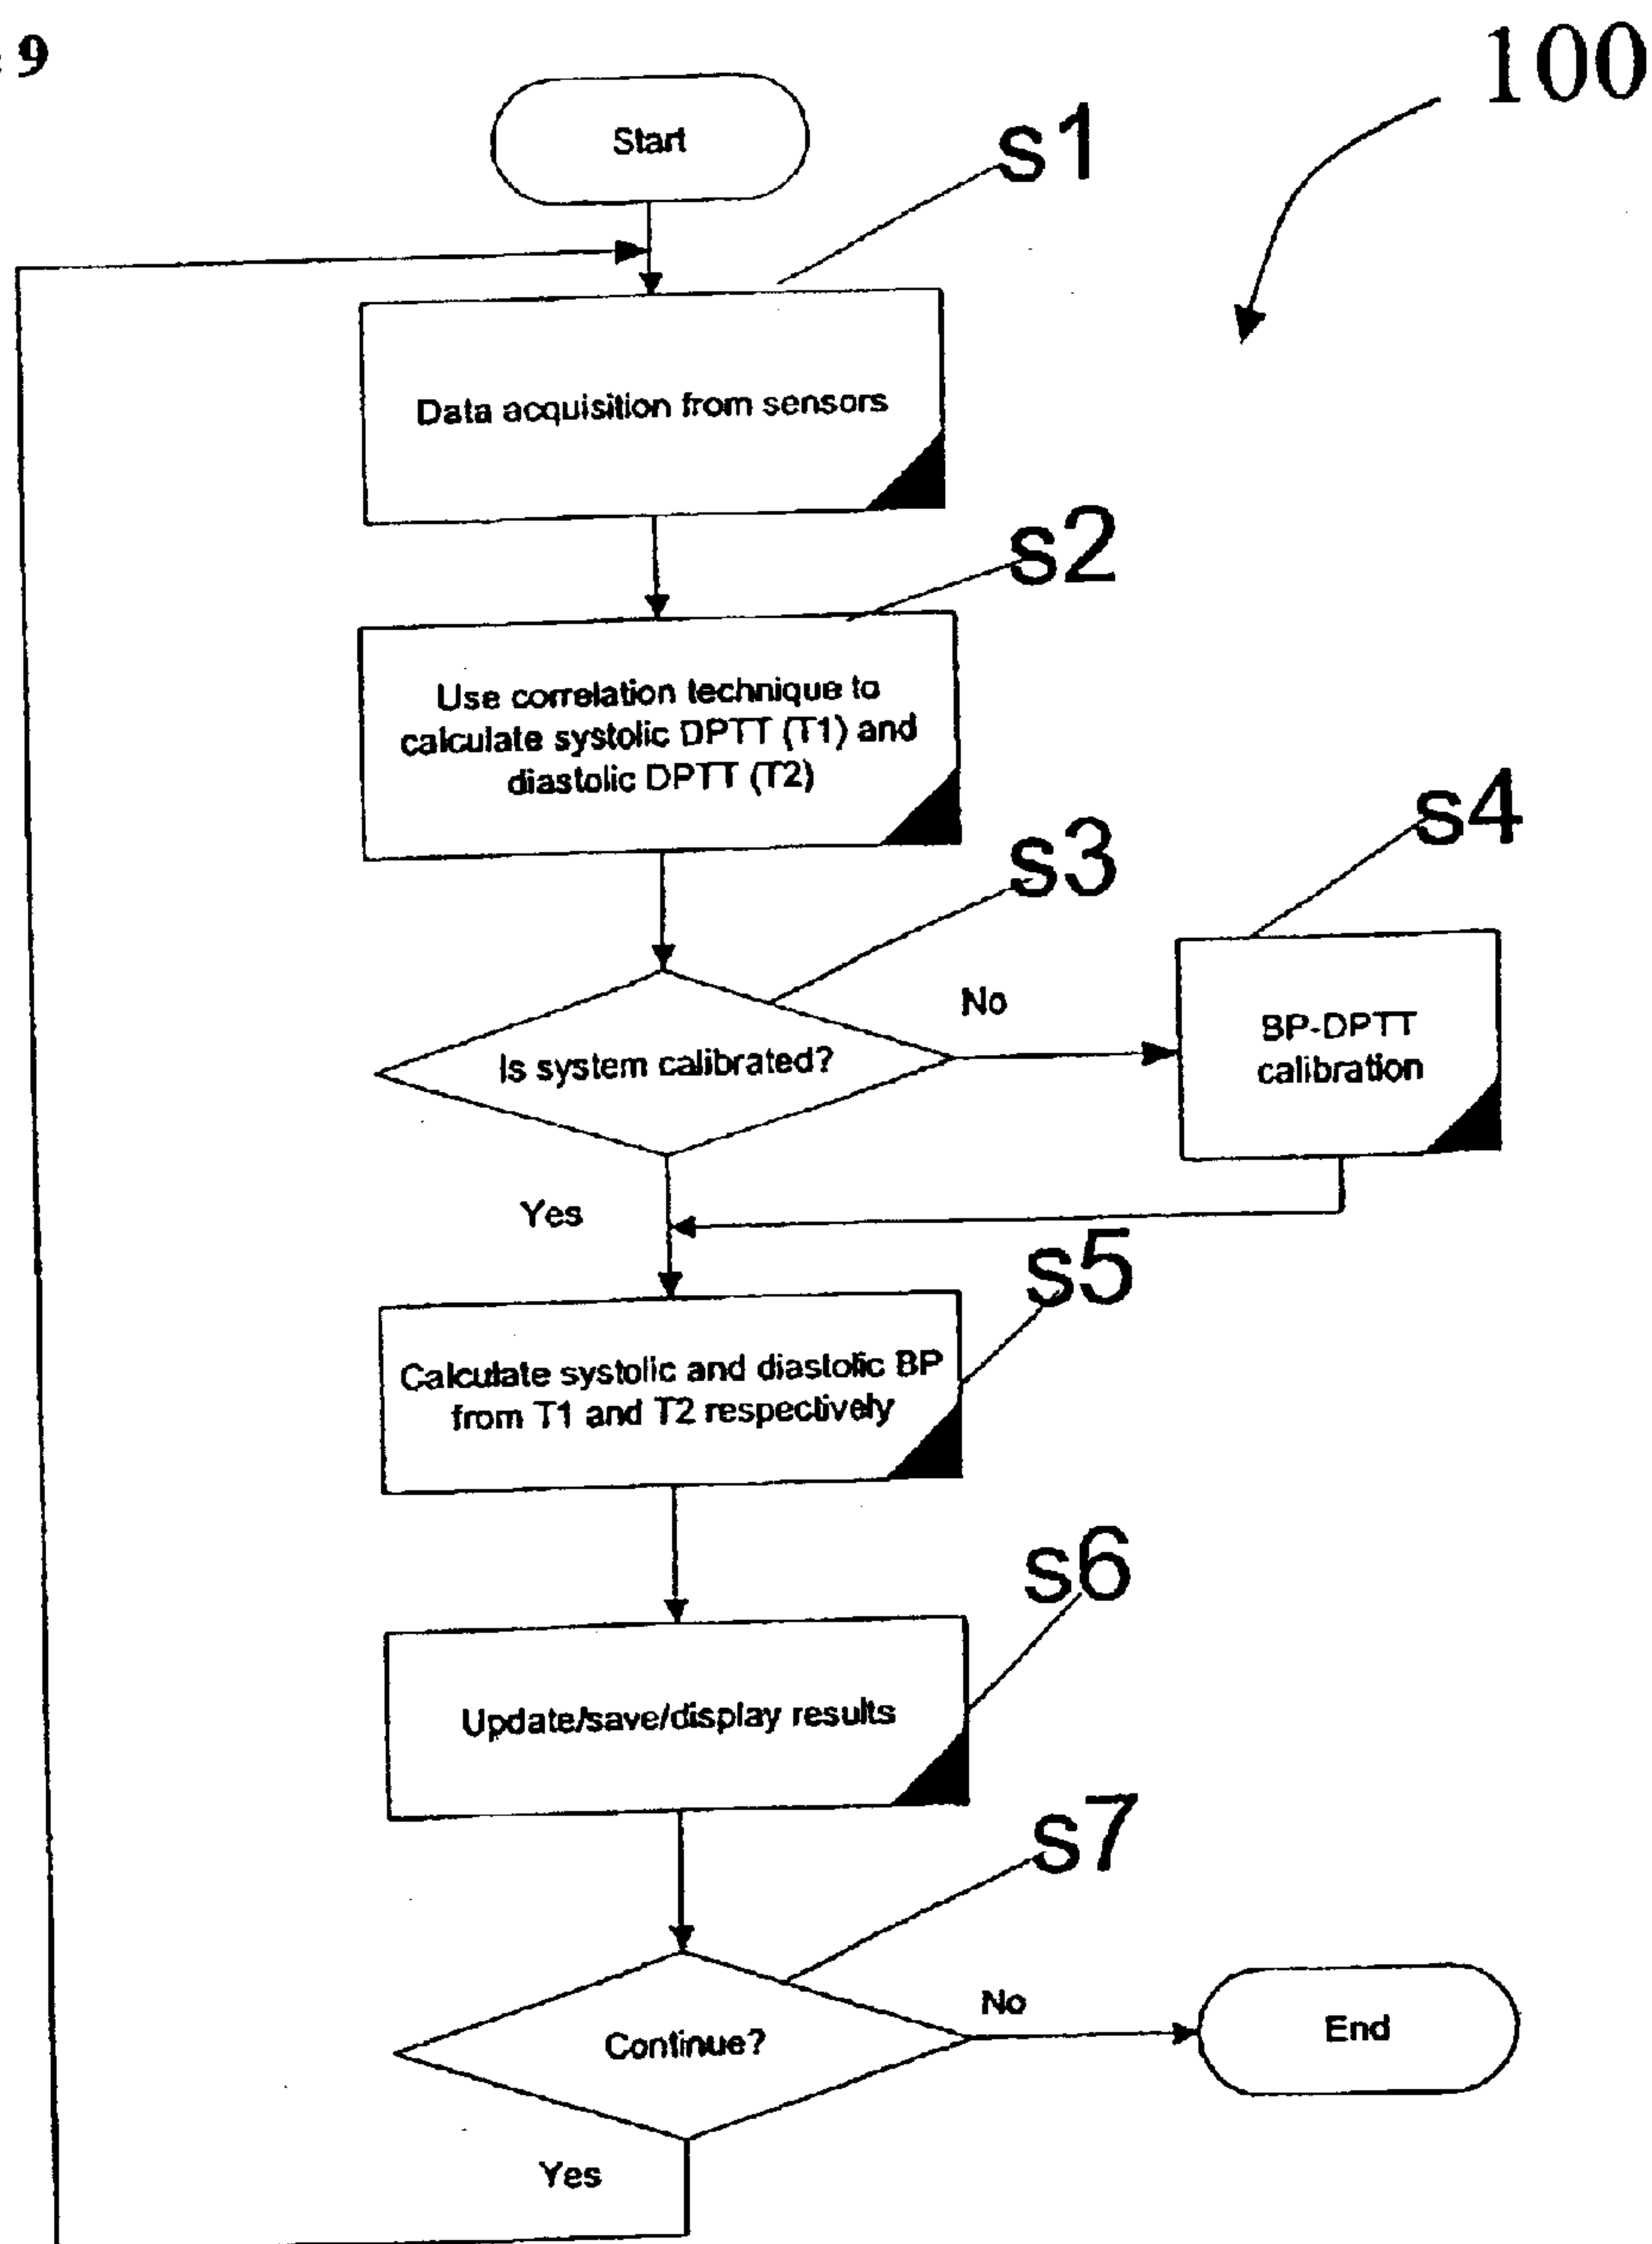 9
100
Start
s1
Data acquisition from sensors
s2
Use correlation technique to
calculate systolic DPTT (T1) and
diastolic DPTT (T2)
s3
s4
Is system calibrated?
No
BP-DPTT
calibration
Yes
s5
Calculate systolic and diastolic BP
from T1 and T2 respectively
s6
Update/save/display results
s7
Continue?
No
End
Yes